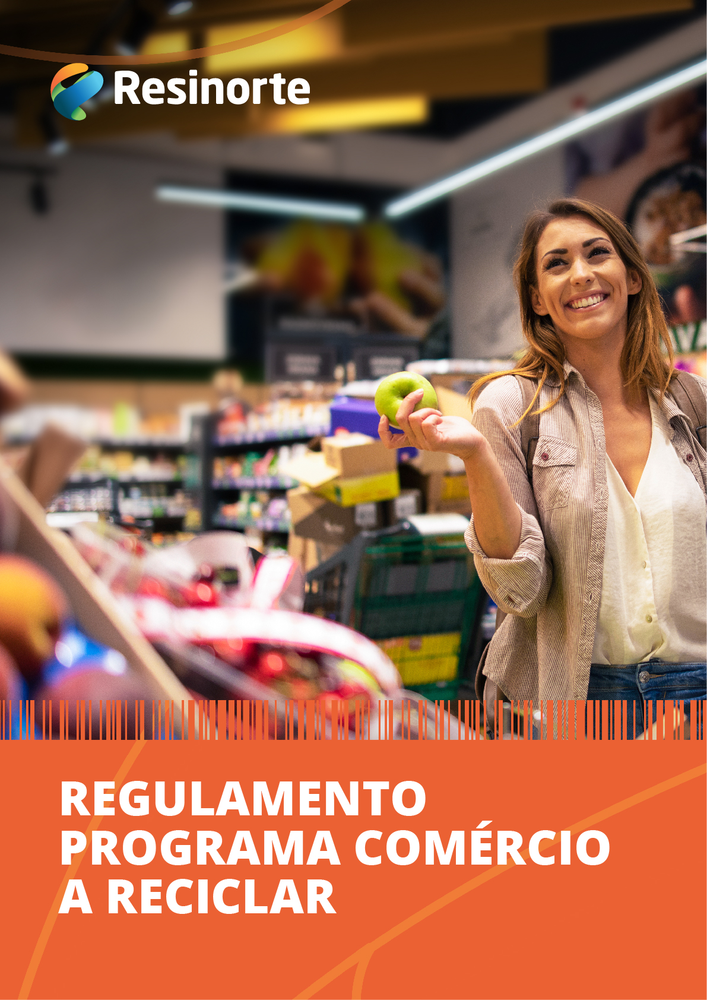 Resinorte
REGULAMENTO
PROGRAMA COMÉRCIO
A RECICLAR